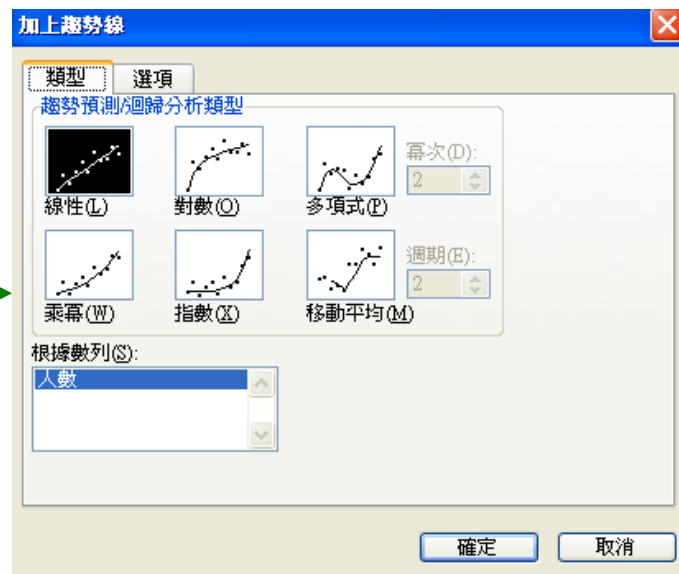 加上趨勢線
類型 選項
趨勢預測/迴歸分析類型
線性(L) 對數(O) 多項式(P) 冪次(D):
2
乘冪(W) 指數(X) 移動平均(M) 週期(E):
2
根據數列(S):
人數
確定 取消